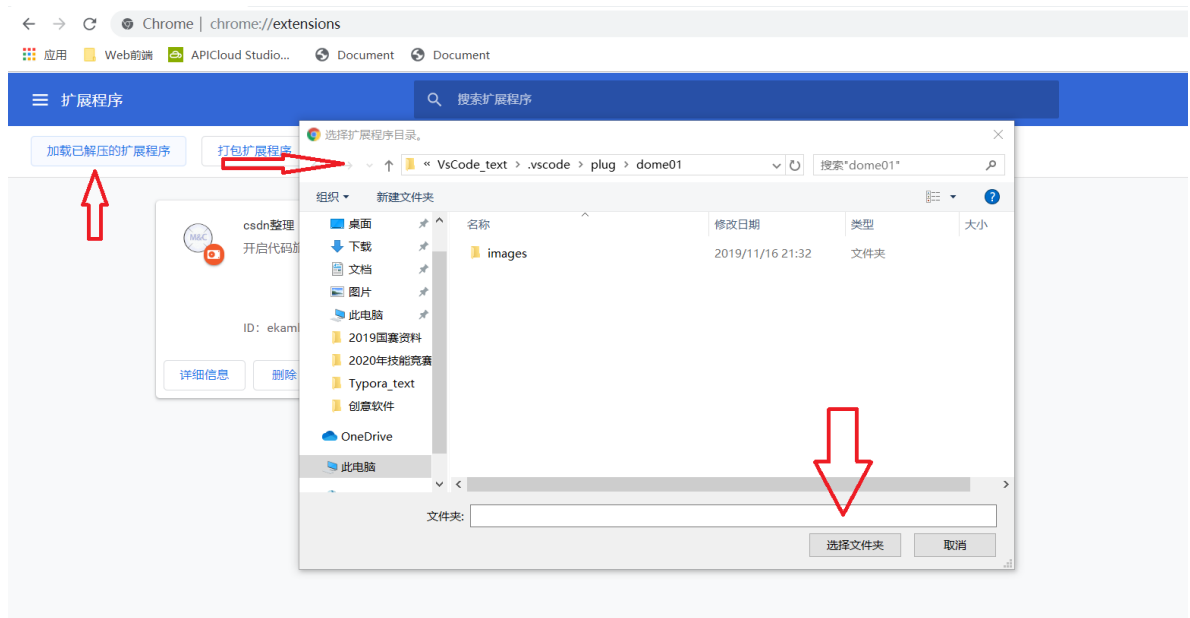 Chrome | chrome://extensions
应用 Web前端 APICloud Studio... Document Document
扩展程序 搜索扩展程序
加载已解压的扩展程序 打包扩展程序
选择扩展程序目录。
« VsCode_text › .vscode › plug › dome01 搜索"dome01"
组织 新建文件夹
名称 修改日期 类型 大小
images 2019/11/16 21:32 文件夹
桌面
下载
文档
图片
此电脑
2019国赛资料
2020年技能竞赛
Typora_text
创意软件
OneDrive
此电脑
文件夹:
选择文件夹 取消
M&C
csdn整理
开启代码
ID: ekaml
详细信息 删除